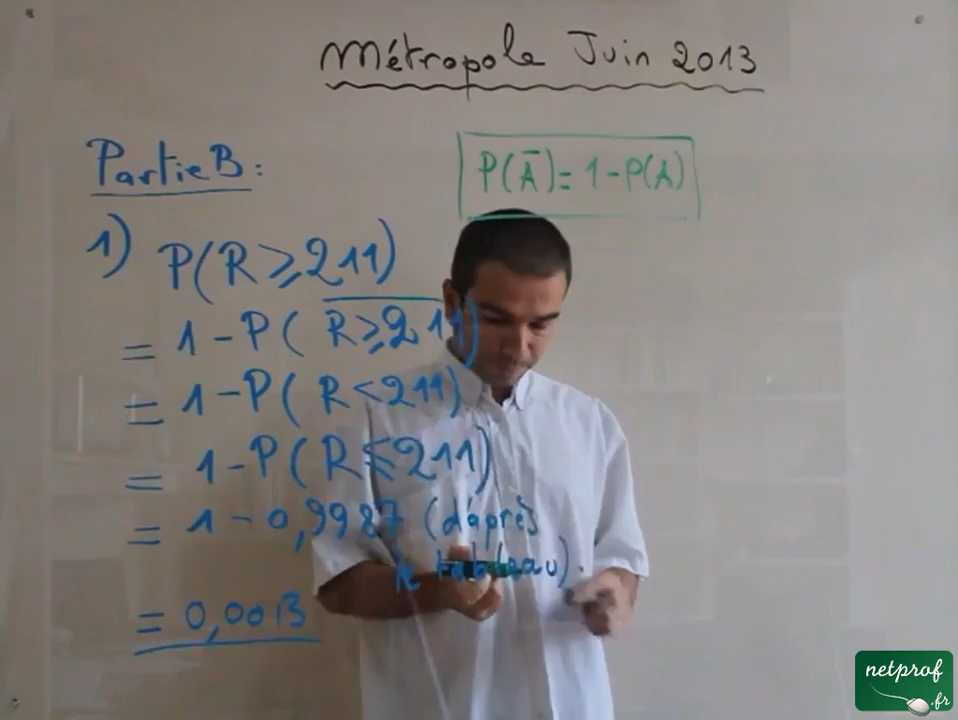 Métropole Juin 2013
Partie B :
P(Ā) = 1 - P(A)
1) P(R ⩾ 211)
= 1 - P( \overline{R ⩾ 211})
= 1 - P( R < 211)
= 1 - P( R ⩽ 211)
= 1 - 0,9987 (d'après
le tableau).
= 0,0013
netprof
.fr